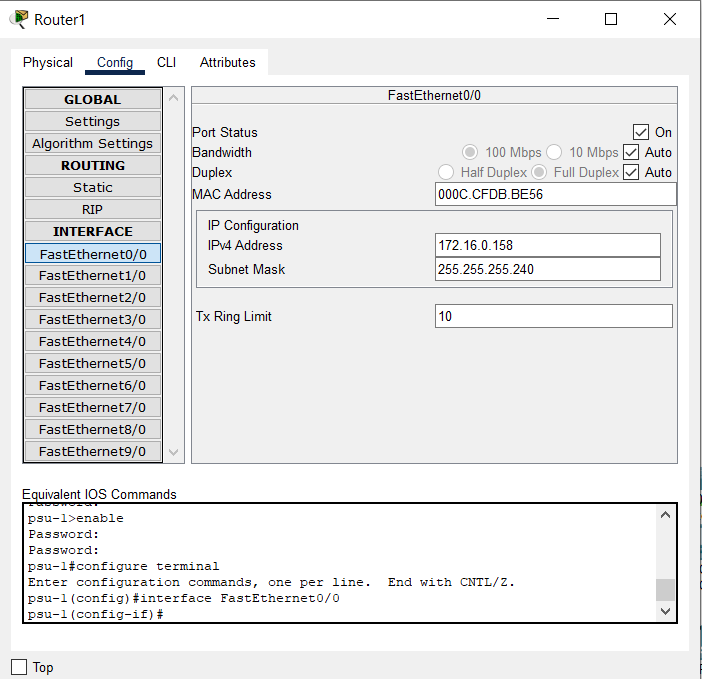 Router1
Physical Config CLI Attributes
GLOBAL
Settings
Algorithm Settings
ROUTING
Static
RIP
INTERFACE
FastEthernet0/0
FastEthernet1/0
FastEthernet2/0
FastEthernet3/0
FastEthernet4/0
FastEthernet5/0
FastEthernet6/0
FastEthernet7/0
FastEthernet8/0
FastEthernet9/0
FastEthernet0/0
Port Status On
Bandwidth 100 Mbps 10 Mbps Auto
Duplex Half Duplex Full Duplex Auto
MAC Address 000C.CFDB.BE56
IP Configuration
IPv4 Address 172.16.0.158
Subnet Mask 255.255.255.240
Tx Ring Limit 10
Equivalent IOS Commands
Password:
psu-1>enable
Password:
Password:
psu-1#configure terminal
Enter configuration commands, one per line. End with CNTL/Z.
psu-1(config)#interface FastEthernet0/0
psu-1(config-if)#
Top